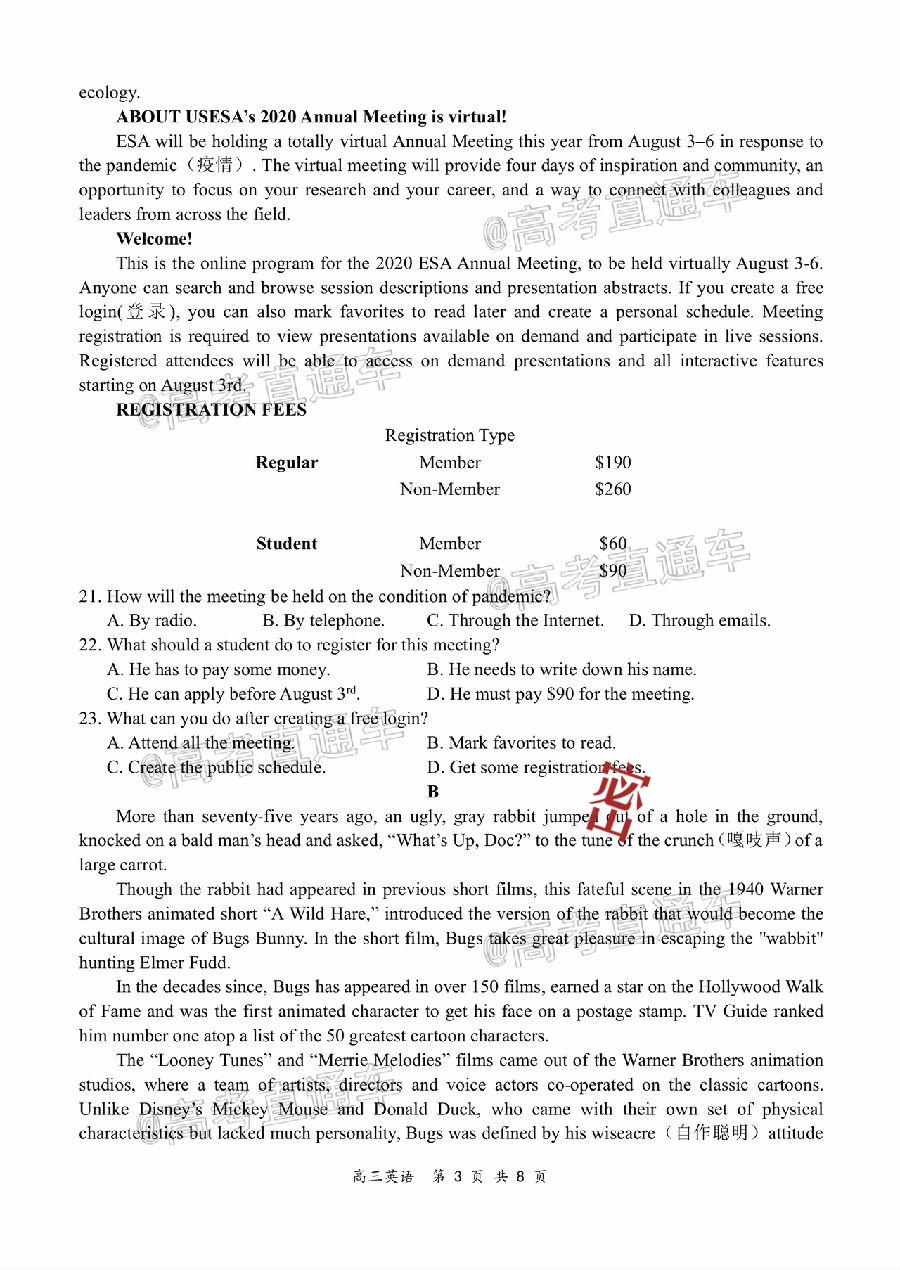 ecology.
ABOUT USESA's 2020 Annual Meeting is virtual!
ESA will be holding a totally virtual Annual Meeting this year from August 3–6 in response to
the pandemic（疫情）. The virtual meeting will provide four days of inspiration and community, an
opportunity to focus on your research and your career, and a way to connect with colleagues and
leaders from across the field.
@高考直通车
Welcome!
This is the online program for the 2020 ESA Annual Meeting, to be held virtually August 3-6.
Anyone can search and browse session descriptions and presentation abstracts. If you create a free
login(登录), you can also mark favorites to read later and create a personal schedule. Meeting
registration is required to view presentations available on demand and participate in live sessions.
Registered attendees will be able to access on demand presentations and all interactive features
starting on August 3rd.
@高考直通车
REGISTRATION FEES
Registration Type
Regular Member $190
Non-Member $260
Student Member $60
Non-Member $90
@高考直通车
21. How will the meeting be held on the condition of pandemic?
A. By radio. B. By telephone. C. Through the Internet. D. Through emails.
22. What should a student do to register for this meeting?
A. He has to pay some money. B. He needs to write down his name.
C. He can apply before August 3rd. D. He must pay $90 for the meeting.
23. What can you do after creating a free login?
A. Attend all the meeting. B. Mark favorites to read.
C. Create the public schedule. D. Get some registration fees.
@高考直通车
B
More than seventy-five years ago, an ugly, gray rabbit jumped out of a hole in the ground,
knocked on a bald man's head and asked, "What's Up, Doc?" to the tune of the crunch（嘎吱声）of a
large carrot.
Though the rabbit had appeared in previous short films, this fateful scene in the 1940 Warner
Brothers animated short "A Wild Hare," introduced the version of the rabbit that would become the
cultural image of Bugs Bunny. In the short film, Bugs takes great pleasure in escaping the "wabbit"
hunting Elmer Fudd.
@高考直通车
In the decades since, Bugs has appeared in over 150 films, earned a star on the Hollywood Walk
of Fame and was the first animated character to get his face on a postage stamp. TV Guide ranked
him number one atop a list of the 50 greatest cartoon characters.
The "Looney Tunes" and "Merrie Melodies" films came out of the Warner Brothers animation
studios, where a team of artists, directors and voice actors co-operated on the classic cartoons.
Unlike Disney's Mickey Mouse and Donald Duck, who came with their own set of physical
characteristics but lacked much personality, Bugs was defined by his wiseacre（自作聪明）attitude
@高考直通车
高三英语 第 3 页 共 8 页